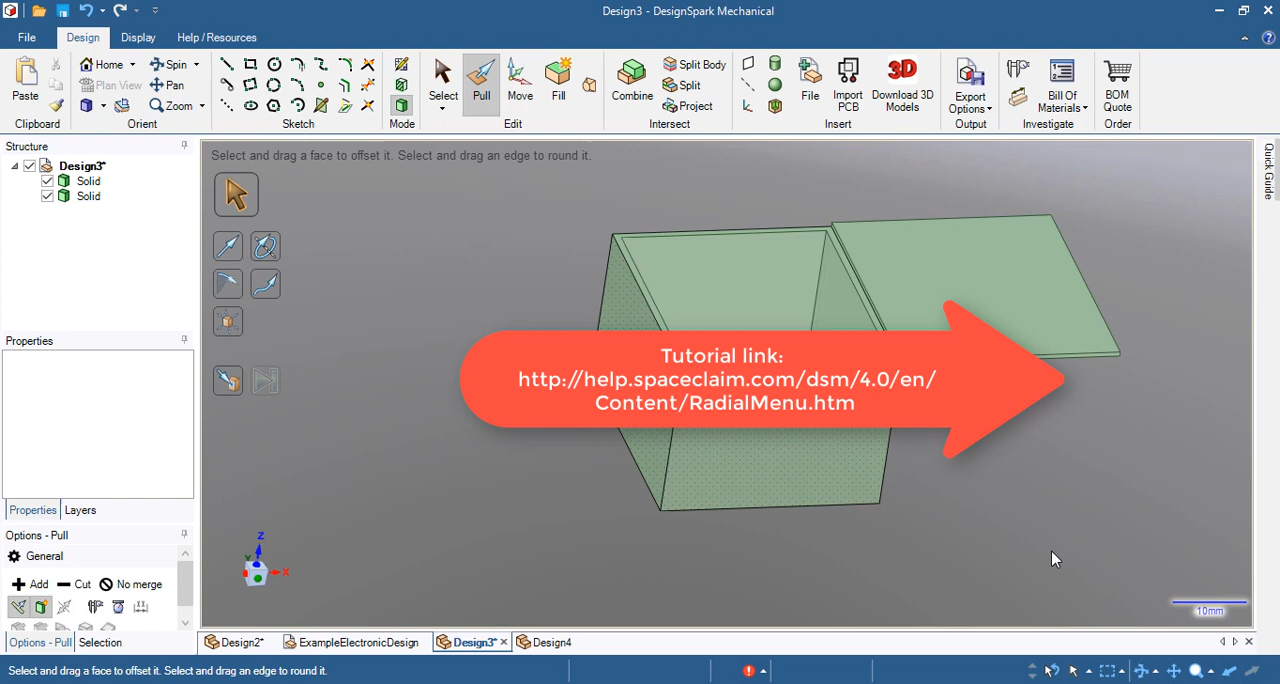 Design3 - DesignSpark Mechanical
File
Design
Display
Help / Resources
Paste
Clipboard
Home
Spin
Plan View
Pan
Zoom
Orient
Sketch
Mode
Select
Pull
Move
Fill
Edit
Combine
Split Body
Split
Project
Intersect
File
Import
PCB
3D
Download 3D
Models
Insert
Export
Options
Output
Bill Of
Materials
Investigate
BOM
Quote
Order
Structure
Design3*
Solid
Solid
Properties
Properties
Layers
Options - Pull
General
Add
Cut
No merge
Options - Pull
Selection
Select and drag a face to offset it. Select and drag an edge to round it.
Tutorial link:
http://help.spaceclaim.com/dsm/4.0/en/
Content/RadialMenu.htm
Z
Y
X
10mm
Quick Guide
Design2*
ExampleElectronicDesign
Design3*
Design4
Select and drag a face to offset it. Select and drag an edge to round it.